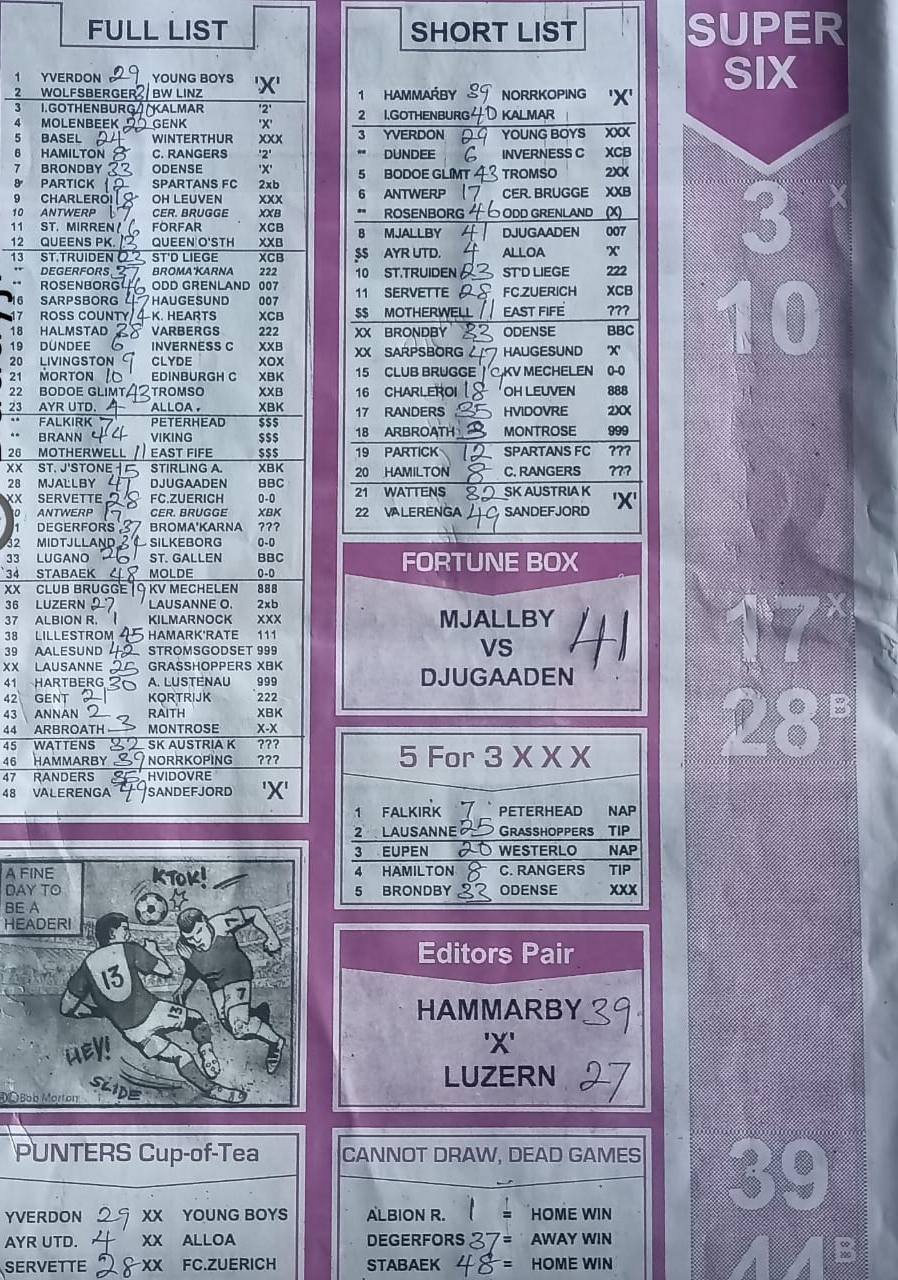 FULL LIST
1 YVERDON 29 YOUNG BOYS 'X'
2 WOLFSBERGER 31 BW LINZ
3 I.GOTHENBURG 40 KALMAR '2'
4 MOLENBEEK 22 GENK 'X'
5 BASEL 24 WINTERTHUR XXX
6 HAMILTON 8 C. RANGERS '2'
7 BRONDBY 33 ODENSE 'X'
8 PARTICK 12 SPARTANS FC 2xb
9 CHARLEROI 18 OH LEUVEN XXX
10 ANTWERP 17 CER. BRUGGE XXB
11 ST. MIRREN 16 FORFAR XCB
12 QUEENS PK. 13 QUEEN O'STH XXB
13 ST.TRUIDEN 23 ST'D LIEGE XCB
** DEGERFORS 37 BROMA'KARNA 222
** ROSENBORG 46 ODD GRENLAND 007
16 SARPSBORG 47 HAUGESUND 007
17 ROSS COUNTY 14 K. HEARTS XCB
18 HALMSTAD 38 VARBERGS 222
19 DUNDEE 6 INVERNESS C XXB
20 LIVINGSTON 9 CLYDE XOX
21 MORTON 10 EDINBURGH C XBK
22 BODOE GLIMT 43 TROMSO XXB
23 AYR UTD. 4 ALLOA . XBK
** FALKIRK 7 PETERHEAD $$$
** BRANN 44 VIKING $$$
26 MOTHERWELL 11 EAST FIFE $$$
XX ST. J'STONE 15 STIRLING A. XBK
28 MJALLBY 41 DJUGAADEN BBC
XX SERVETTE 28 FC.ZUERICH 0-0
0 ANTWERP 17 CER. BRUGGE XBK
1 DEGERFORS 37 BROMA'KARNA ???
32 MIDTJLLAND 34 SILKEBORG 0-0
33 LUGANO 26 ST. GALLEN BBC
34 STABAEK 48 MOLDE 0-0
XX CLUB BRUGGE 19 KV MECHELEN 888
36 LUZERN 27 LAUSANNE O. 2xb
37 ALBION R. 1 KILMARNOCK XXX
38 LILLESTROM 45 HAMARK'RATE 111
39 AALESUND 42 STROMSGODSET 999
XX LAUSANNE 25 GRASSHOPPERS XBK
41 HARTBERG 30 A. LUSTENAU 999
42 GENT 21 KORTRIJK 222
43 ANNAN 2 RAITH XBK
44 ARBROATH 3 MONTROSE X-X
45 WATTENS 32 SK AUSTRIA K ???
46 HAMMARBY 39 NORRKOPING ???
47 RANDERS 35 HVIDOVRE 'X'
48 VALERENGA 49 SANDEFJORD
A FINE
DAY TO
BE A
HEADER!
KTOK!
7
13
13
7
HEY!
SLIDE
©Bob Morton
PUNTERS Cup-of-Tea
YVERDON 29 XX YOUNG BOYS
AYR UTD. 4 XX ALLOA
SERVETTE 28 XX FC.ZUERICH
SHORT LIST
1 HAMMARBY 39 NORRKOPING 'X'
2 I.GOTHENBURG 40 KALMAR
3 YVERDON 29 YOUNG BOYS XXX
** DUNDEE 6 INVERNESS C XCB
5 BODOE GLIMT 43 TROMSO 2XX
6 ANTWERP 17 CER. BRUGGE XXB
** ROSENBORG 46 ODD GRENLAND (X)
8 MJALLBY 41 DJUGAADEN 007
$$ AYR UTD. 4 ALLOA 'X'
10 ST.TRUIDEN 23 ST'D LIEGE 222
11 SERVETTE 28 FC.ZUERICH XCB
$$ MOTHERWELL 11 EAST FIFE ???
XX BRONDBY 33 ODENSE BBC
XX SARPSBORG 47 HAUGESUND 'X'
15 CLUB BRUGGE 19 KV MECHELEN 0-0
16 CHARLEROI 18 OH LEUVEN 888
17 RANDERS 35 HVIDOVRE 2XX
18 ARBROATH 3 MONTROSE 999
19 PARTICK 12 SPARTANS FC ???
20 HAMILTON 8 C. RANGERS ???
21 WATTENS 32 SK AUSTRIA K 'X'
22 VALERENGA 49 SANDEFJORD
FORTUNE BOX
MJALLBY
VS 41
DJUGAADEN
5 For 3 X X X
1 FALKIRK 7 PETERHEAD NAP
2 LAUSANNE 25 GRASSHOPPERS TIP
3 EUPEN 20 WESTERLO NAP
4 HAMILTON 8 C. RANGERS TIP
5 BRONDBY 33 ODENSE XXX
Editors Pair
HAMMARBY 39
'X'
LUZERN 27
CANNOT DRAW, DEAD GAMES
ALBION R. 1 = HOME WIN
DEGERFORS 37 = AWAY WIN
STABAEK 48 = HOME WIN
SUPER
SIX
3 X
10
17 X
28 B
39
44 B